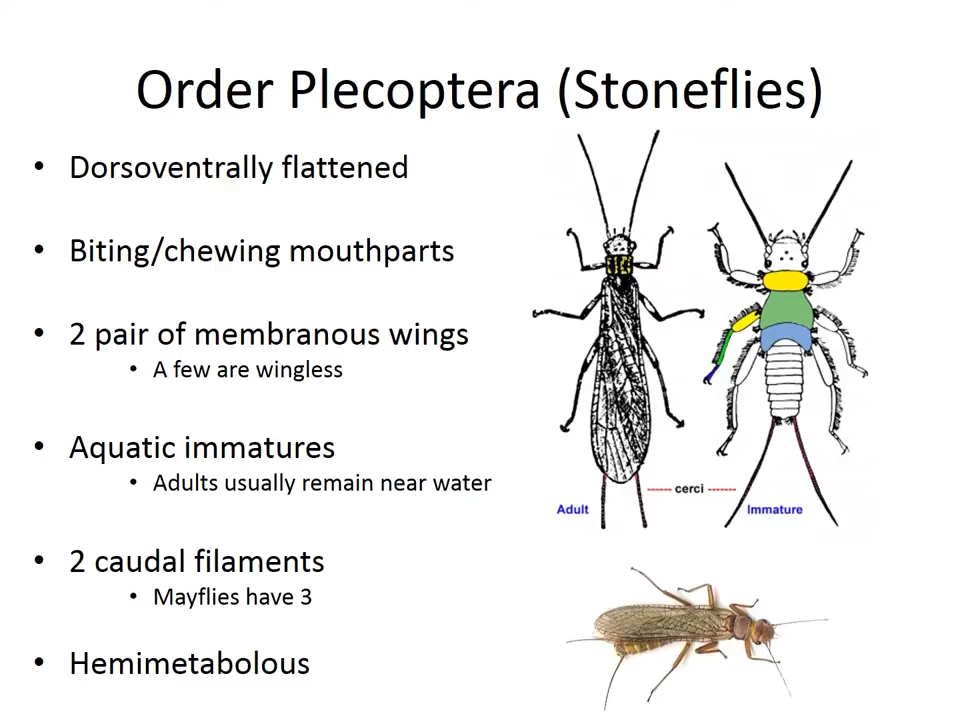 Order Plecoptera (Stoneflies)
• Dorsoventrally flattened
• Biting/chewing mouthparts
• 2 pair of membranous wings
• A few are wingless
• Aquatic immatures
• Adults usually remain near water
• 2 caudal filaments
• Mayflies have 3
• Hemimetabolous
------ cerci -------
Adult
Immature